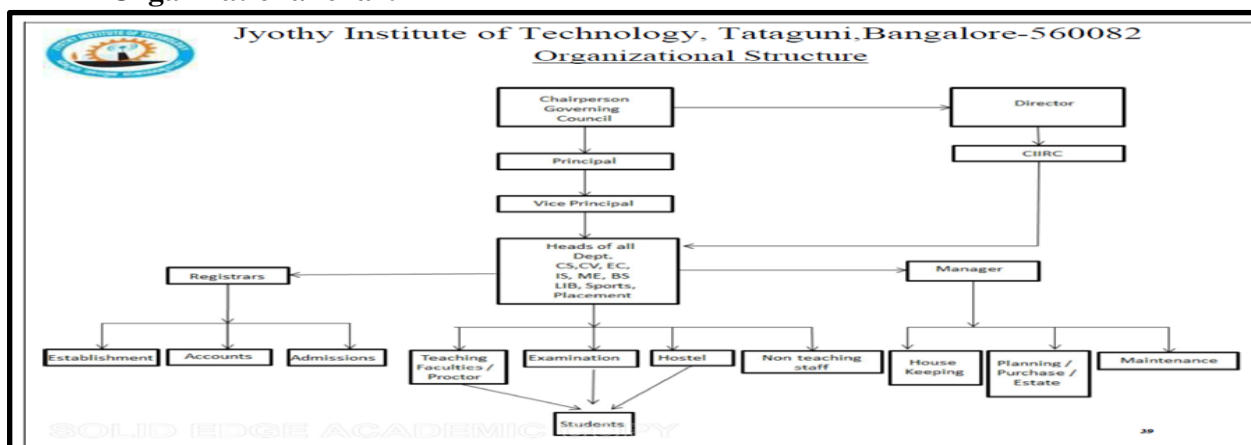 Jyothy Institute of Technology, Tataguni,Bangalore-560082
Organizational Structure
Chairperson
Governing
Council
Director
Principal
CIIRC
Vice Principal
Heads of all
Dept.
CS,CV, EC,
IS, ME, BS
LIB, Sports,
Placement
Registrars
Manager
Establishment
Accounts
Admissions
Teaching
Faculties /
Proctor
Examination
Hostel
Non teaching
staff
House
Keeping
Planning /
Purchase /
Estate
Maintenance
Students
SOLID EDGE ACADEMIC COPY
39